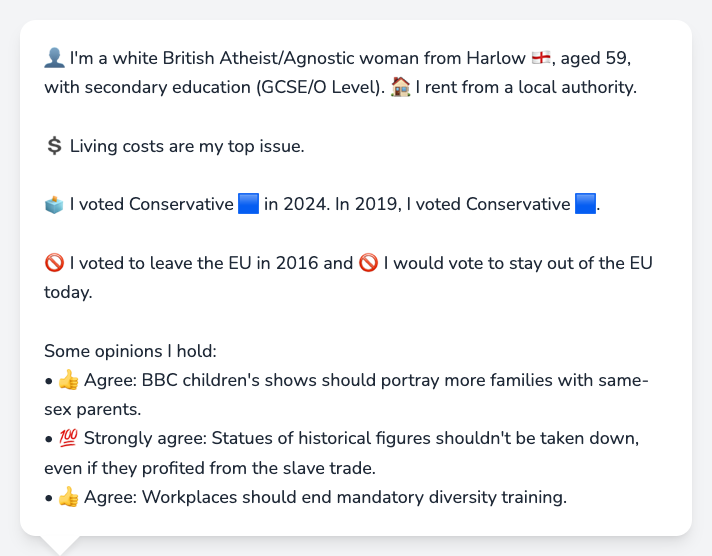 👤 I'm a white British Atheist/Agnostic woman from Harlow 🏴󠁧󠁢󠁥󠁮󠁧󠁿, aged 59,
with secondary education (GCSE/O Level). 🏠 I rent from a local authority.
💲 Living costs are my top issue.
🗳️ I voted Conservative 🟦 in 2024. In 2019, I voted Conservative 🟦.
🚫 I voted to leave the EU in 2016 and 🚫 I would vote to stay out of the EU
today.
Some opinions I hold:
• 👍 Agree: BBC children's shows should portray more families with same-
sex parents.
• 💯 Strongly agree: Statues of historical figures shouldn't be taken down,
even if they profited from the slave trade.
• 👍 Agree: Workplaces should end mandatory diversity training.